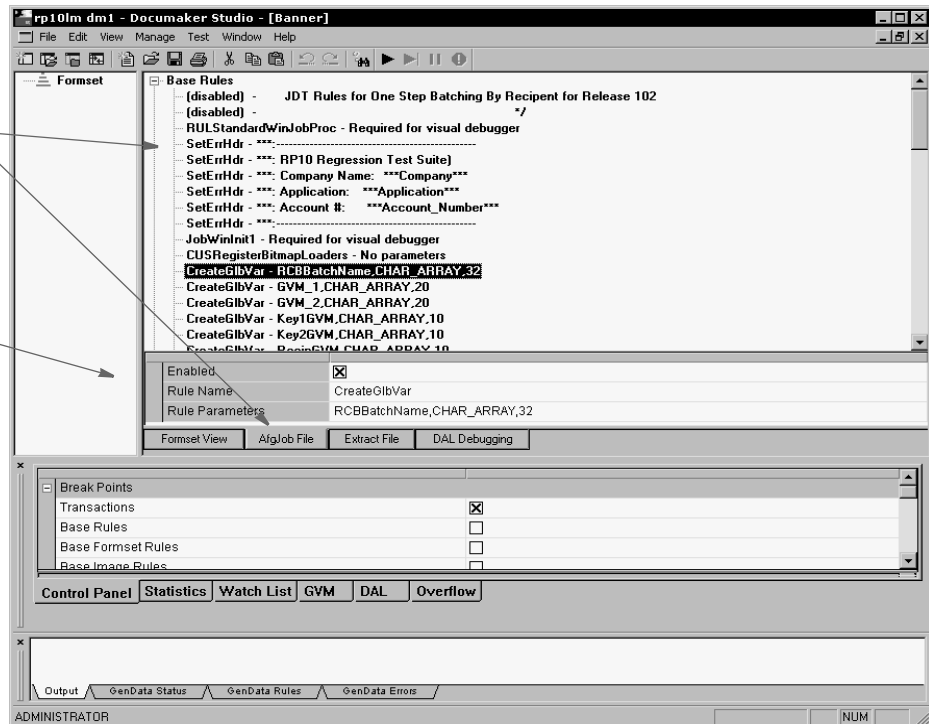 rp10lm dm1 - Documaker Studio - [Banner]
File Edit View Manage Test Window Help
Formset
Base Rules
(disabled) - JDT Rules for One Step Batching By Recipent for Release 102
(disabled) - */
RULStandardWinJobProc - Required for visual debugger
SetErrHdr - ***:-----------------------------------------------
SetErrHdr - ***: RP10 Regression Test Suite)
SetErrHdr - ***: Company Name: ***Company***
SetErrHdr - ***: Application: ***Application***
SetErrHdr - ***: Account #: ***Account_Number***
SetErrHdr - ***:-----------------------------------------------
JobWinInit1 - Required for visual debugger
CUSRegisterBitmapLoaders - No parameters
CreateGlbVar - RCBBatchName,CHAR_ARRAY,32
CreateGlbVar - GVM_1,CHAR_ARRAY,20
CreateGlbVar - GVM_2,CHAR_ARRAY,20
CreateGlbVar - Key1GVM,CHAR_ARRAY,10
CreateGlbVar - Key2GVM,CHAR_ARRAY,10
CreateGlbVar - RecipGVM,CHAR_ARRAY,10
Enabled
Rule Name CreateGlbVar
Rule Parameters RCBBatchName,CHAR_ARRAY,32
Formset View AfgJob File Extract File DAL Debugging
Break Points
Transactions
Base Rules
Base Formset Rules
Base Image Rules
Control Panel Statistics Watch List GVM DAL Overflow
Output GenData Status GenData Rules GenData Errors
ADMINISTRATOR NUM